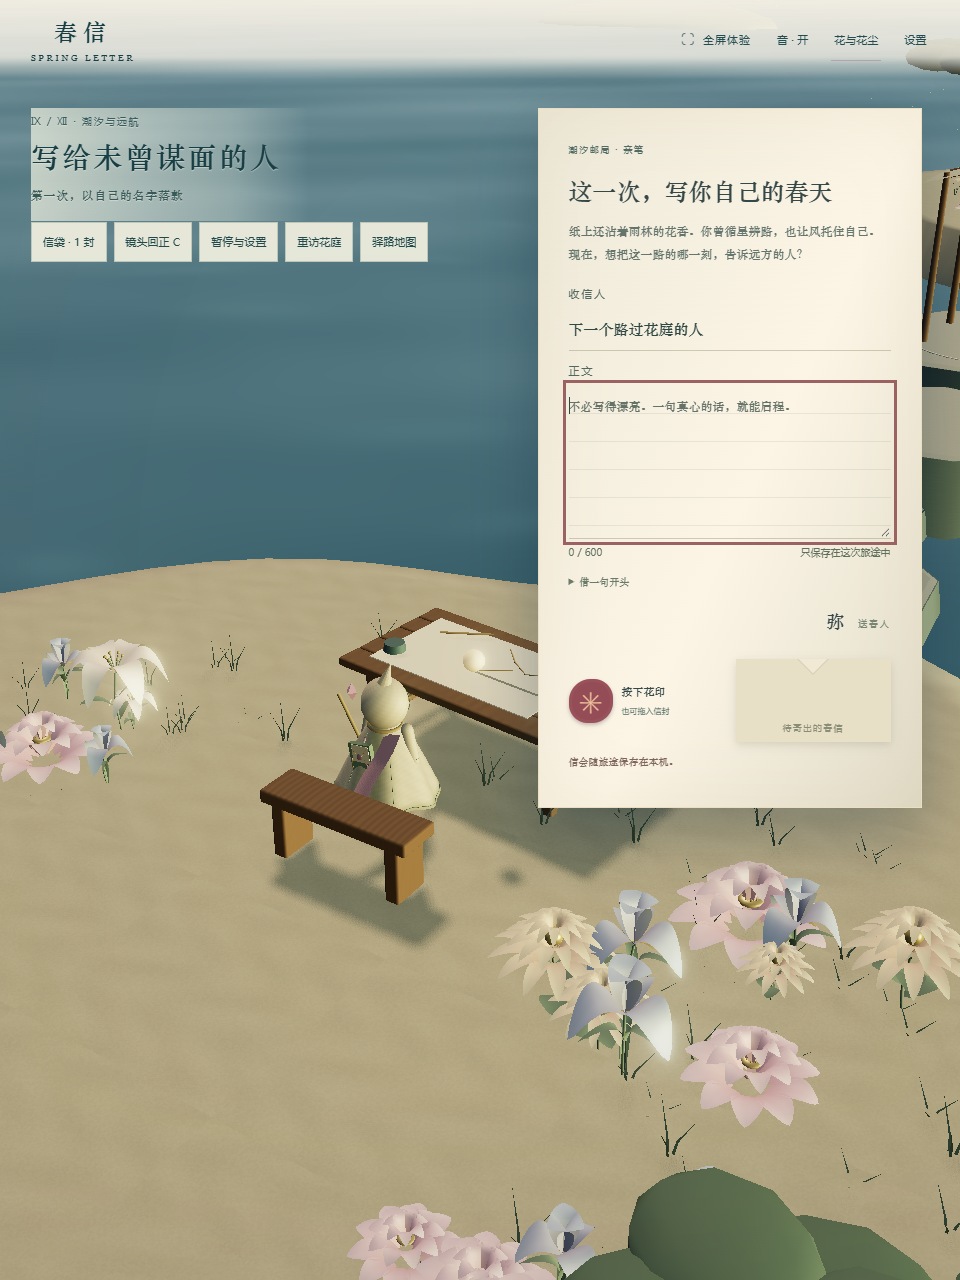 春信
SPRING LETTER
全屏体验
音 · 开
花与花尘
设置
IX / XII · 潮汐与远航
写给未曾谋面的人
第一次，以自己的名字落款
信袋 · 1 封
镜头回正 C
暂停与设置
重访花庭
驿路地图
潮汐邮局 · 亲笔
这一次，写你自己的春天
纸上还沾着雨林的花香。你曾循星辨路，也让风托住自己。
现在，想把这一路的哪一刻，告诉远方的人？
收信人
下一个路过花庭的人
正文
不必写得漂亮。一句真心的话，就能启程。
0 / 600
只保存在这次旅途中
借一句开头
弥 送春人
按下花印
也可拖入信封
待寄出的春信
信会随旅途保存在本机。